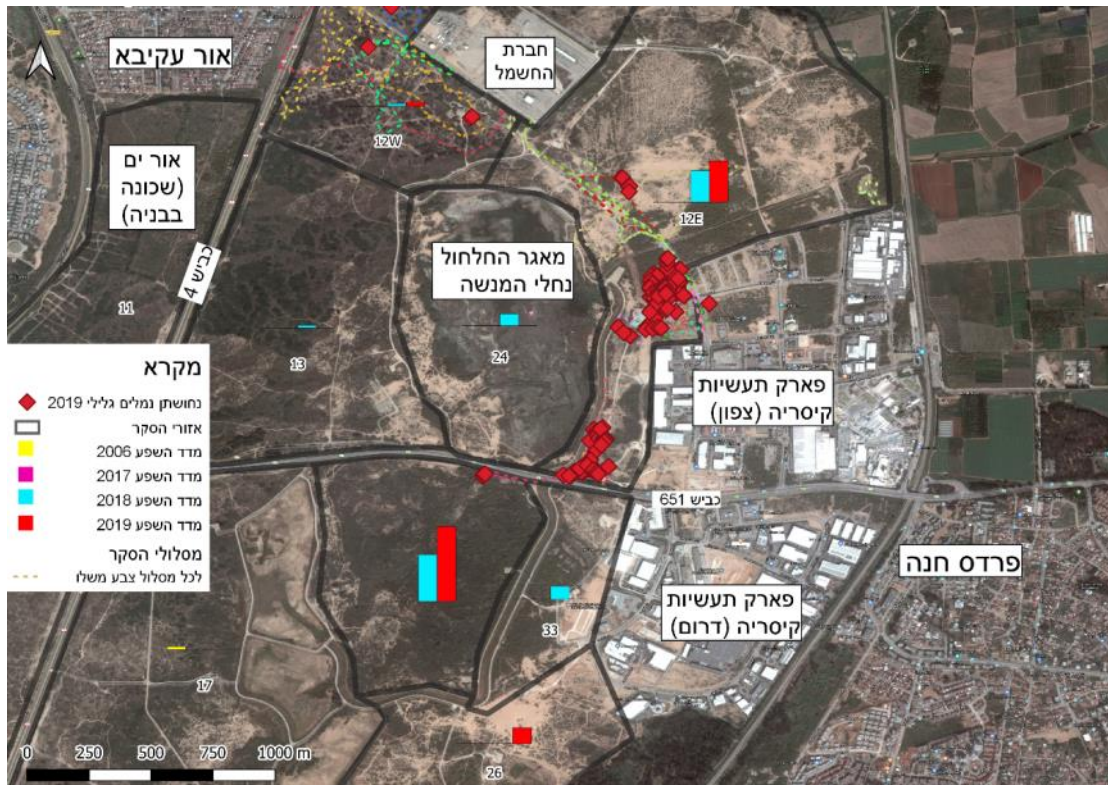 אור עקיבא
חברת
החשמל
12W
אור ים
(שכונה
בבניה)
כביש 4
12E
מאגר החלחול
נחלי המנשה
11
13
24
פארק תעשיות
קיסריה (צפון)
מקרא
נחושתן נמלים גלילי 2019
אזורי הסקר
מדד השפע 2006
מדד השפע 2017
מדד השפע 2018
מדד השפע 2019
מסלולי הסקר
לכל מסלול צבע משלו
כביש 651
פרדס חנה
פארק תעשיות
קיסריה (דרום)
33
17
26
0 250 500 750 1000 m